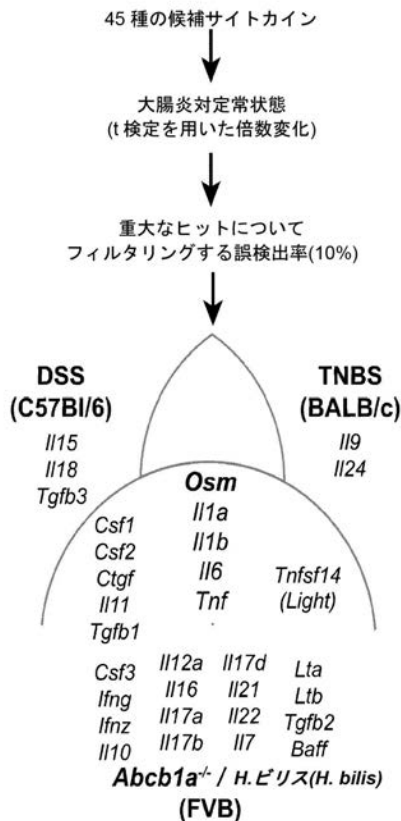 45 種の候補サイトカイン
大腸炎対定常状態
(t 検定を用いた倍数変化)
重大なヒットについて
フィルタリングする誤検出率(10%)
DSS
(C57Bl/6)
Il15
Il18
Tgfb3
TNBS
(BALB/c)
Il9
Il24
Osm
Il1a
Il1b
Il6
Tnf
Csf1
Csf2
Ctgf
Il11
Tgfb1
Tnfsf14
(Light)
Csf3
Ifng
Ifnz
Il10
Il12a
Il16
Il17a
Il17b
Il17d
Il21
Il22
Il7
Lta
Ltb
Tgfb2
Baff
Abcb1a-/- / H.ビリス(H. bilis)
(FVB)